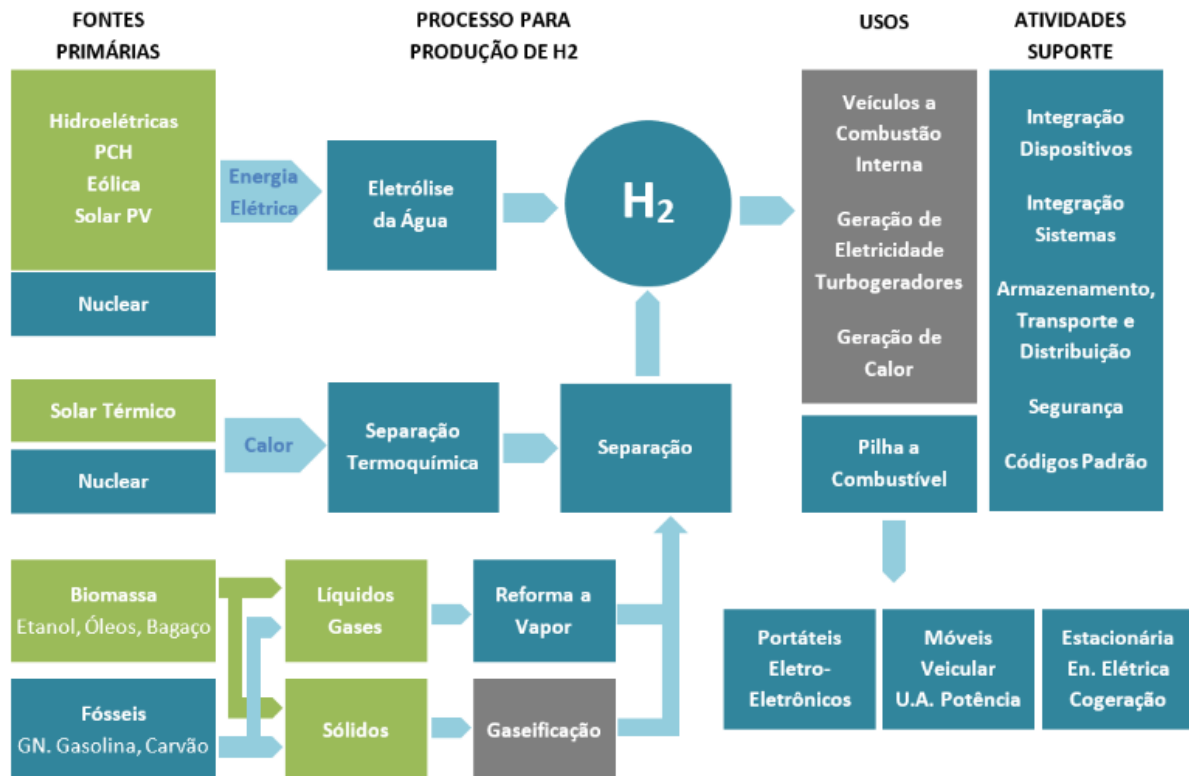 FONTES
PRIMÁRIAS
PROCESSO PARA
PRODUÇÃO DE H2
USOS
ATIVIDADES
SUPORTE
Hidroelétricas
PCH
Eólica
Solar PV
Nuclear
Energia
Elétrica
Eletrólise
da Água
H₂
Veículos a
Combustão
Interna
Geração de
Eletricidade
Turbogeradores
Geração de
Calor
Pilha a
Combustível
Integração
Dispositivos
Integração
Sistemas
Armazenamento,
Transporte e
Distribuição
Segurança
Códigos Padrão
Solar Térmico
Nuclear
Calor
Separação
Termoquímica
Separação
Biomassa
Etanol, Óleos, Bagaço
Líquidos
Gases
Reforma a
Vapor
Fósseis
GN. Gasolina, Carvão
Sólidos
Gaseificação
Portáteis
Eletro-
Eletrônicos
Móveis
Veicular
U.A. Potência
Estacionária
En. Elétrica
Cogeração